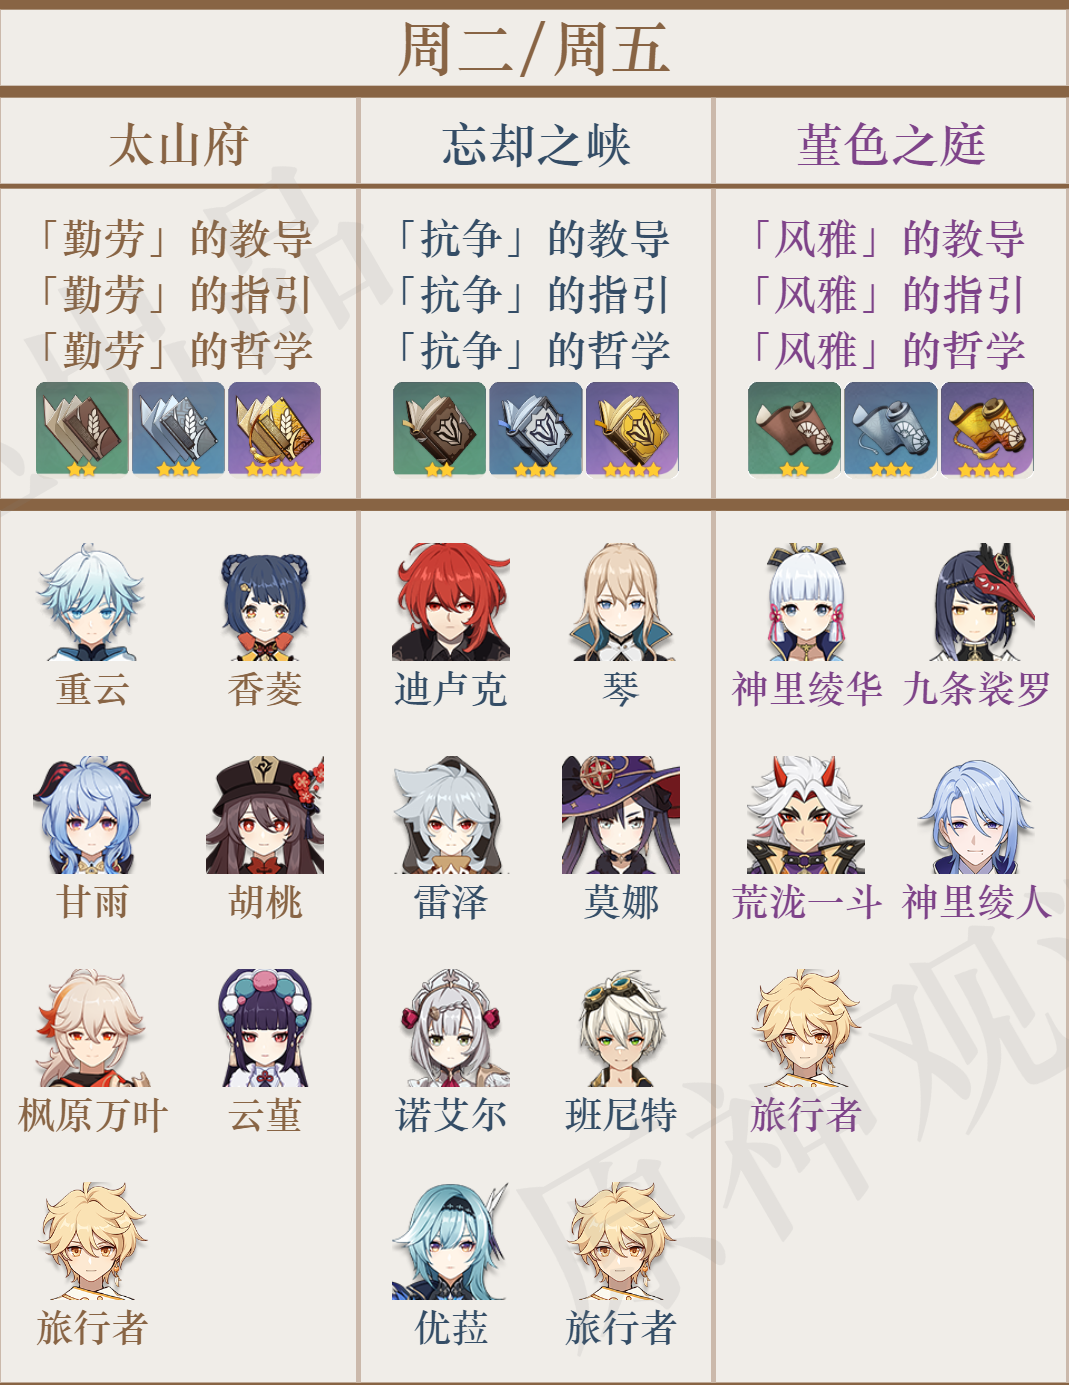 周二/周五
太山府
忘却之峡
堇色之庭
「勤劳」的教导
「勤劳」的指引
「勤劳」的哲学
「抗争」的教导
「抗争」的指引
「抗争」的哲学
「风雅」的教导
「风雅」的指引
「风雅」的哲学
重云 香菱
甘雨 胡桃
枫原万叶 云堇
旅行者
迪卢克 琴
雷泽 莫娜
诺艾尔 班尼特
优菈 旅行者
神里绫华 九条裟罗
荒泷一斗 神里绫人
旅行者
出品
原神观